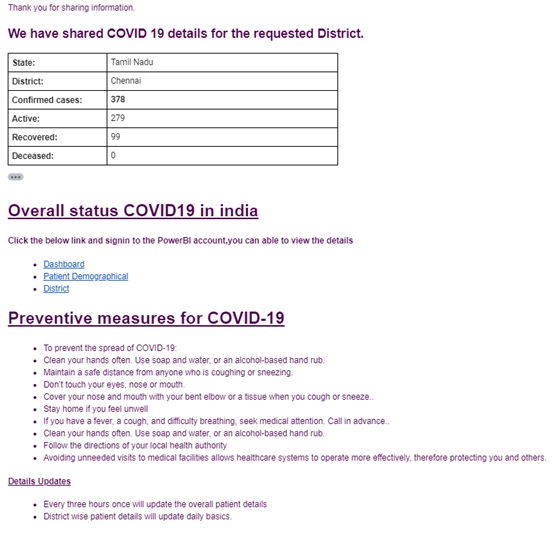 Thank you for sharing information.
We have shared COVID 19 details for the requested District.
State: Tamil Nadu
District: Chennai
Confirmed cases: 378
Active: 279
Recovered: 99
Deceased: 0
Overall status COVID19 in india
Click the below link and signin to the PowerBI account,you can able to view the details
Dashboard
Patient Demographical
District
Preventive measures for COVID-19
To prevent the spread of COVID-19:
Clean your hands often. Use soap and water, or an alcohol-based hand rub.
Maintain a safe distance from anyone who is coughing or sneezing.
Don't touch your eyes, nose or mouth.
Cover your nose and mouth with your bent elbow or a tissue when you cough or sneeze..
Stay home if you feel unwell
If you have a fever, a cough, and difficulty breathing, seek medical attention. Call in advance..
Clean your hands often. Use soap and water, or an alcohol-based hand rub.
Follow the directions of your local health authority
Avoiding unneeded visits to medical facilities allows healthcare systems to operate more effectively, therefore protecting you and others.
Details Updates
Every three hours once will update the overall patient details
District wise patient details will update daily basics.